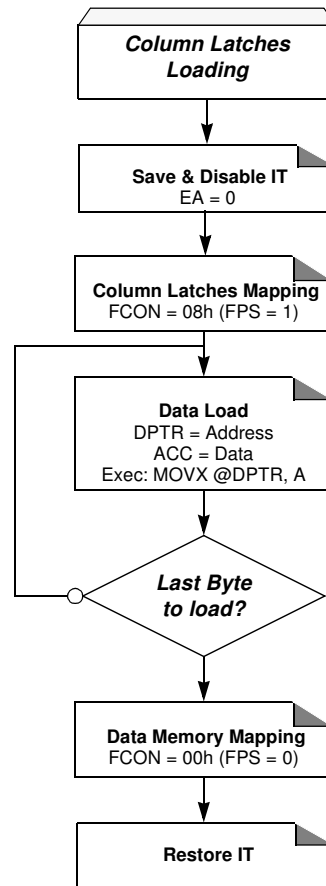 Column Latches
Loading
Save & Disable IT
EA = 0
Column Latches Mapping
FCON = 08h (FPS = 1)
Data Load
DPTR = Address
ACC = Data
Exec: MOVX @DPTR, A
Last Byte
to load?
Data Memory Mapping
FCON = 00h (FPS = 0)
Restore IT